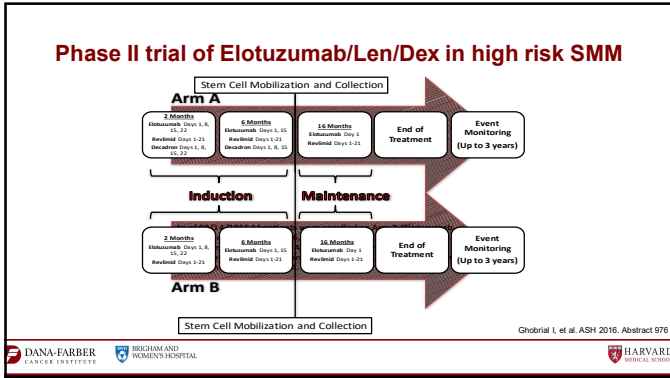 Phase II trial of Elotuzumab/Len/Dex in high risk SMM
Stem Cell Mobilization and Collection
Arm A
2 Months
Elotuzumab Days 1, 8,
15, 22
Revlimid Days 1-21
Decadron Days 1, 8,
15, 22
6 Months
Elotuzumab Days 1, 15
Revlimid Days 1-21
Decadron Days 1, 8, 15
16 Months
Elotuzumab Day 1
Revlimid Days 1-21
End of
Treatment
Event
Monitoring
(Up to 3 years)
Induction
Maintenance
2 Months
Elotuzumab Days 1, 8,
15, 22
Revlimid Days 1-21
6 Months
Elotuzumab Days 1, 15
Revlimid Days 1-21
16 Months
Elotuzumab Day 1
Revlimid Days 1-21
End of
Treatment
Event
Monitoring
(Up to 3 years)
Arm B
Stem Cell Mobilization and Collection
Ghobrial I, et al. ASH 2016. Abstract 976
DANA-FARBER
CANCER INSTITUTE
BRIGHAM AND
WOMEN'S HOSPITAL
HARVARD
MEDICAL SCHOO